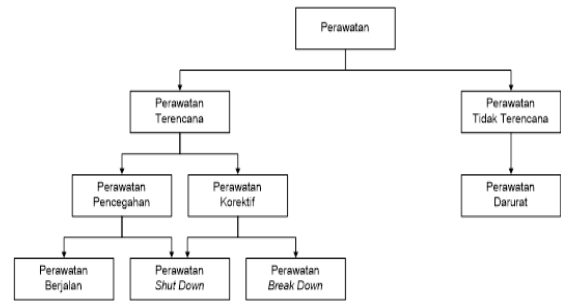 Perawatan
Perawatan
Terencana
Perawatan
Tidak Terencana
Perawatan
Pencegahan
Perawatan
Korektif
Perawatan
Darurat
Perawatan
Berjalan
Perawatan
Shut Down
Perawatan
Break Down